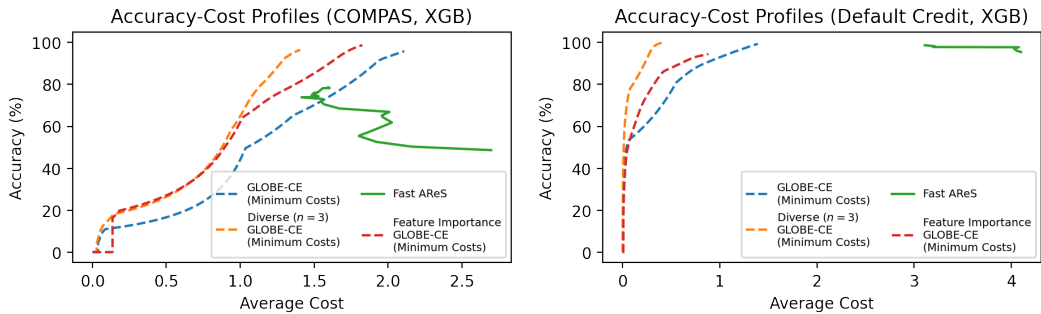 Accuracy-Cost Profiles (COMPAS, XGB)
Accuracy (%)
100
80
60
40
20
0
0.0 0.5 1.0 1.5 2.0 2.5
Average Cost
GLOBE-CE
(Minimum Costs)
Diverse (n = 3)
GLOBE-CE
(Minimum Costs)
Fast AReS
Feature Importance
GLOBE-CE
(Minimum Costs)
Accuracy-Cost Profiles (Default Credit, XGB)
Accuracy (%)
100
80
60
40
20
0
0 1 2 3 4
Average Cost
GLOBE-CE
(Minimum Costs)
Diverse (n = 3)
GLOBE-CE
(Minimum Costs)
Fast AReS
Feature Importance
GLOBE-CE
(Minimum Costs)